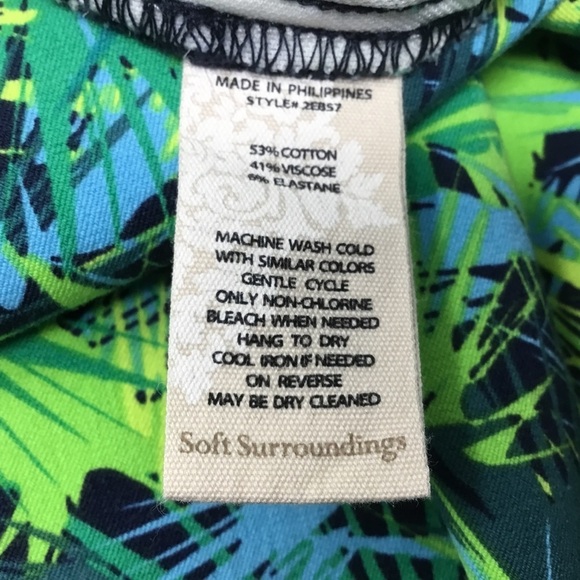 MADE IN PHILIPPINES
STYLE# 2EBS7
53% COTTON
41% VISCOSE
6% ELASTANE
MACHINE WASH COLD
WITH SIMILAR COLORS
GENTLE CYCLE
ONLY NON-CHLORINE
BLEACH WHEN NEEDED
HANG TO DRY
COOL IRON IF NEEDED
ON REVERSE
MAY BE DRY CLEANED
Soft Surroundings